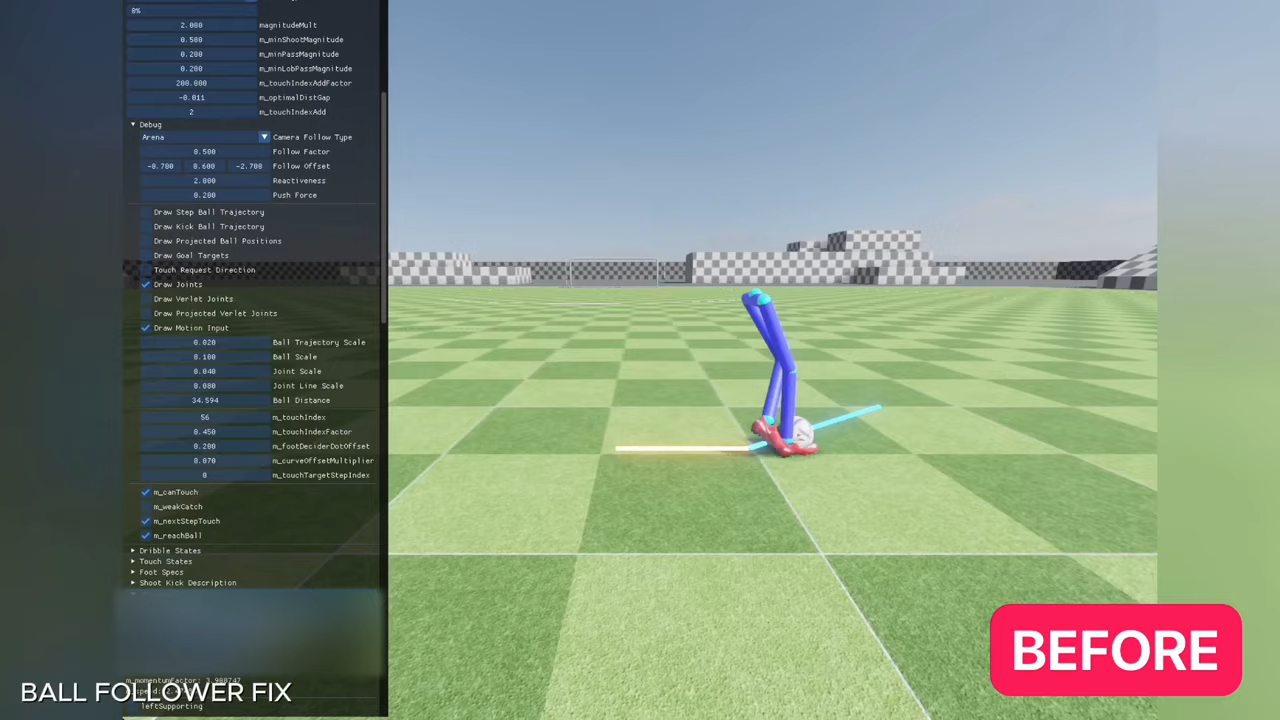 0%
2.000 magnitudeMult
0.500 m_minShootMagnitude
0.200 m_minPassMagnitude
0.200 m_minLobPassMagnitude
200.000 m_touchIndexAddFactor
-0.011 m_optimalDistGap
2 m_touchIndexAdd
Debug
Arena Camera Follow Type
0.500 Follow Factor
-0.700 0.600 -2.700 Follow Offset
2.000 Reactiveness
0.200 Push Force
Draw Step Ball Trajectory
Draw Kick Ball Trajectory
Draw Projected Ball Positions
Draw Goal Targets
Touch Request Direction
Draw Joints
Draw Verlet Joints
Draw Projected Verlet Joints
Draw Motion Input
0.020 Ball Trajectory Scale
0.100 Ball Scale
0.040 Joint Scale
0.080 Joint Line Scale
34.594 Ball Distance
56 m_touchIndex
0.450 m_touchIndexFactor
0.200 m_footDeciderDotOffset
0.070 m_curveOffsetMultiplier
0 m_touchTargetStepIndex
m_canTouch
m_weakCatch
m_nextStepTouch
m_reachBall
Dribble States
Touch States
Foot Specs
Shoot Kick Description
m_momentumFactor: 3.988747
BALL FOLLOWER FIX
leftSupporting
BEFORE